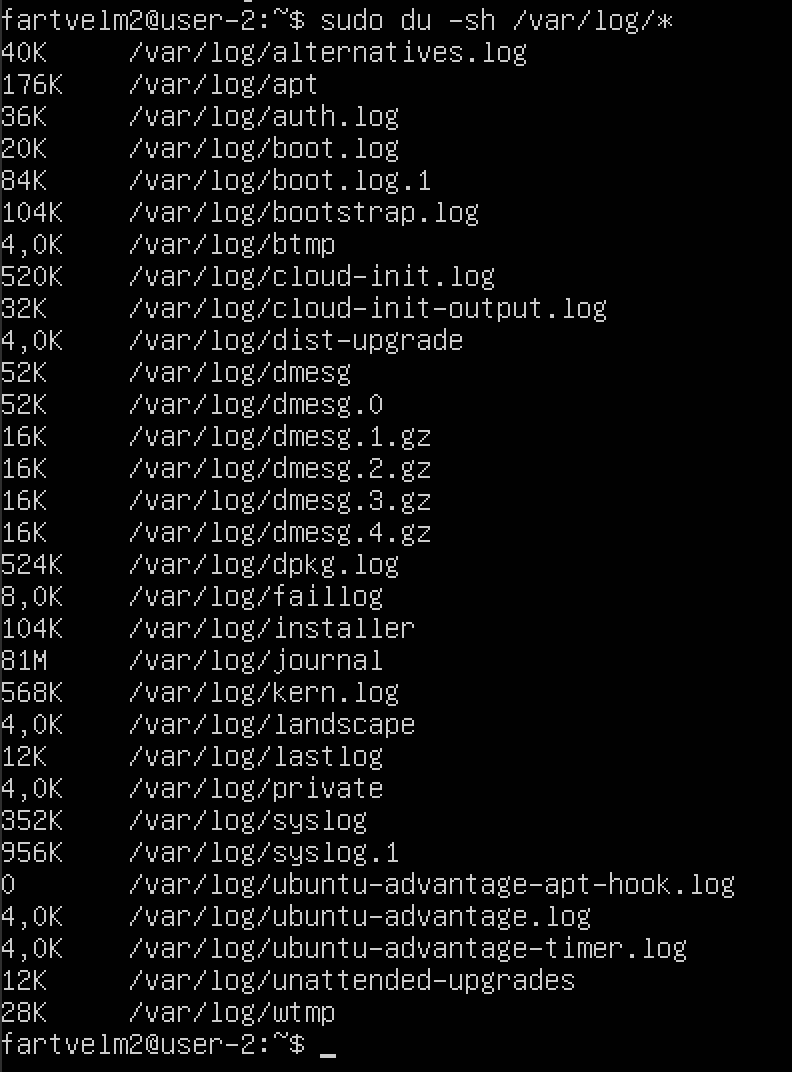 fartvelm2@user-2:~$ sudo du -sh /var/log/*
40K     /var/log/alternatives.log
176K    /var/log/apt
36K     /var/log/auth.log
20K     /var/log/boot.log
84K     /var/log/boot.log.1
104K    /var/log/bootstrap.log
4,0K    /var/log/btmp
520K    /var/log/cloud-init.log
32K     /var/log/cloud-init-output.log
4,0K    /var/log/dist-upgrade
52K     /var/log/dmesg
52K     /var/log/dmesg.0
16K     /var/log/dmesg.1.gz
16K     /var/log/dmesg.2.gz
16K     /var/log/dmesg.3.gz
16K     /var/log/dmesg.4.gz
524K    /var/log/dpkg.log
8,0K    /var/log/faillog
104K    /var/log/installer
81M     /var/log/journal
568K    /var/log/kern.log
4,0K    /var/log/landscape
12K     /var/log/lastlog
4,0K    /var/log/private
352K    /var/log/syslog
956K    /var/log/syslog.1
0       /var/log/ubuntu-advantage-apt-hook.log
4,0K    /var/log/ubuntu-advantage.log
4,0K    /var/log/ubuntu-advantage-timer.log
12K     /var/log/unattended-upgrades
28K     /var/log/wtmp
fartvelm2@user-2:~$ _